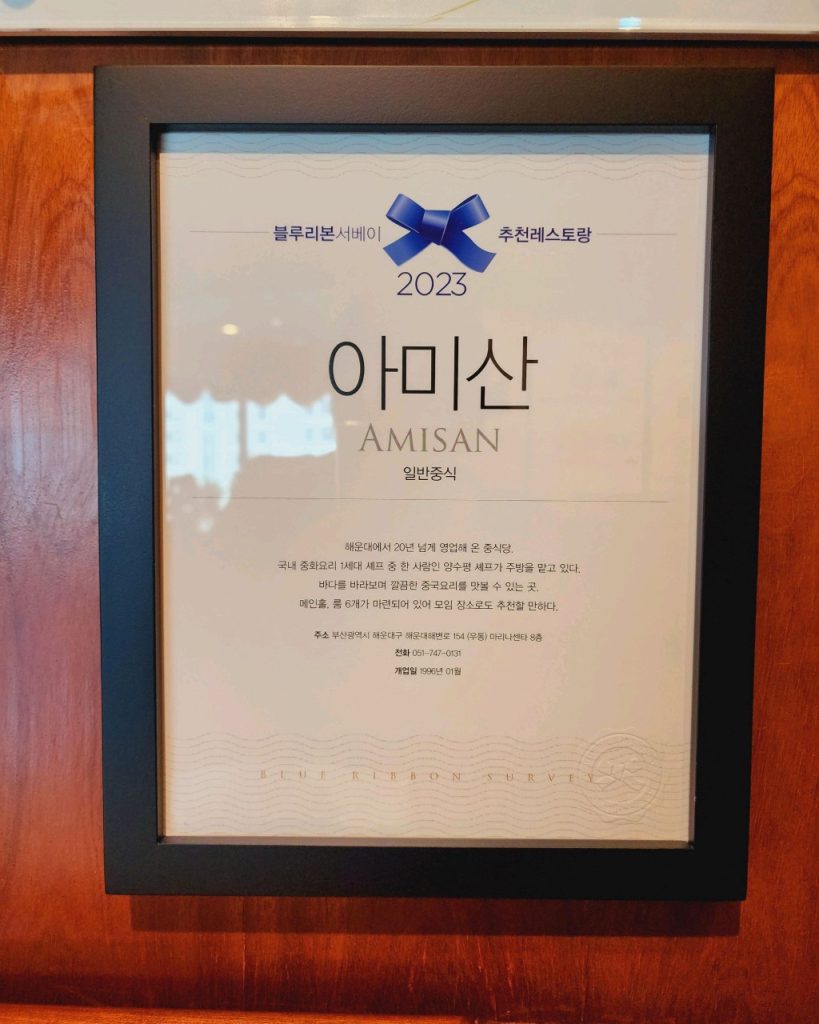 블루리본서베이 추천레스토랑
2023
아미산
AMISAN
일반중식
해운대에서 20년 넘게 영업해 온 중식당.
국내 중화요리 1세대 셰프 중 한 사람인 양수평 셰프가 주방을 맡고 있다.
바다를 바라보며 깔끔한 중국요리를 맛볼 수 있는 곳.
메인홀, 룸 6개가 마련되어 있어 모임 장소로도 추천할 만하다.
주소 부산광역시 해운대구 해운대해변로 154 (우동) 마리나센타 8층
전화 051-747-0131
개업일 1996년 01월
BLUE RIBBON SURVEY